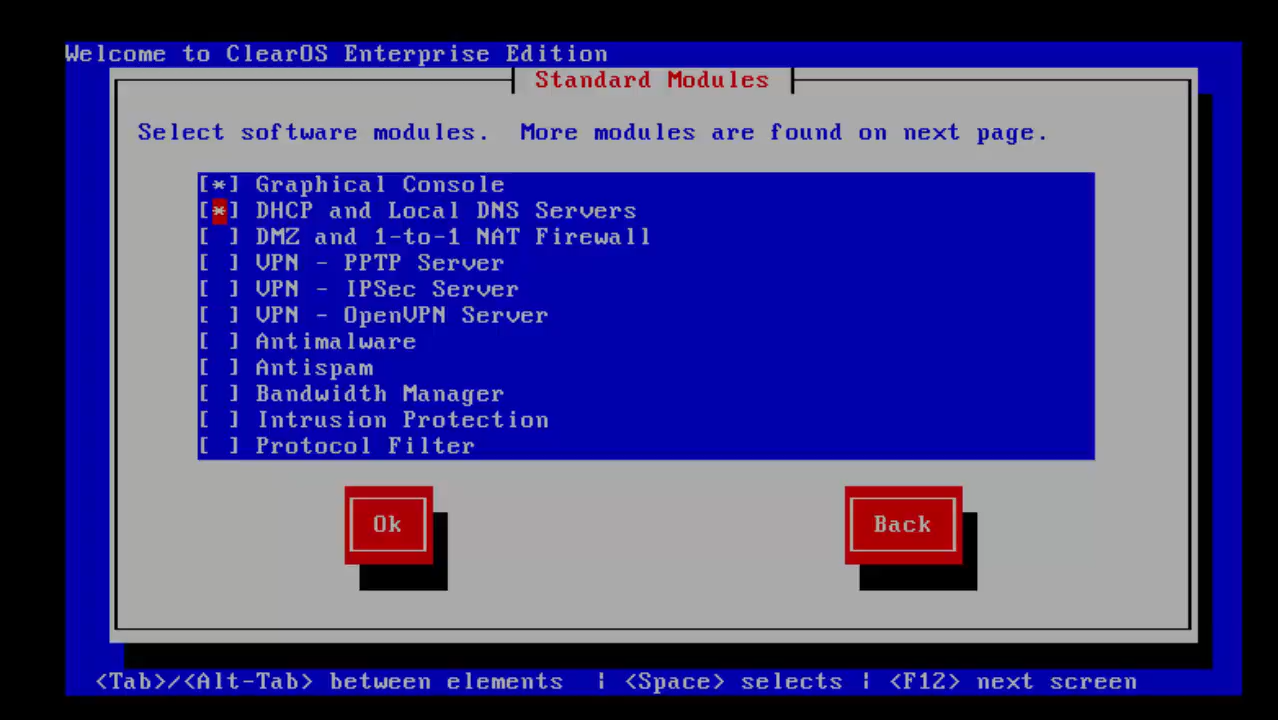 Welcome to ClearOS Enterprise Edition
Standard Modules
Select software modules.  More modules are found on next page.
[*] Graphical Console
[*] DHCP and Local DNS Servers
[ ] DMZ and 1-to-1 NAT Firewall
[ ] VPN - PPTP Server
[ ] VPN - IPSec Server
[ ] VPN - OpenVPN Server
[ ] Antimalware
[ ] Antispam
[ ] Bandwidth Manager
[ ] Intrusion Protection
[ ] Protocol Filter
Ok Back
<Tab>/<Alt-Tab> between elements  | <Space> selects | <F12> next screen